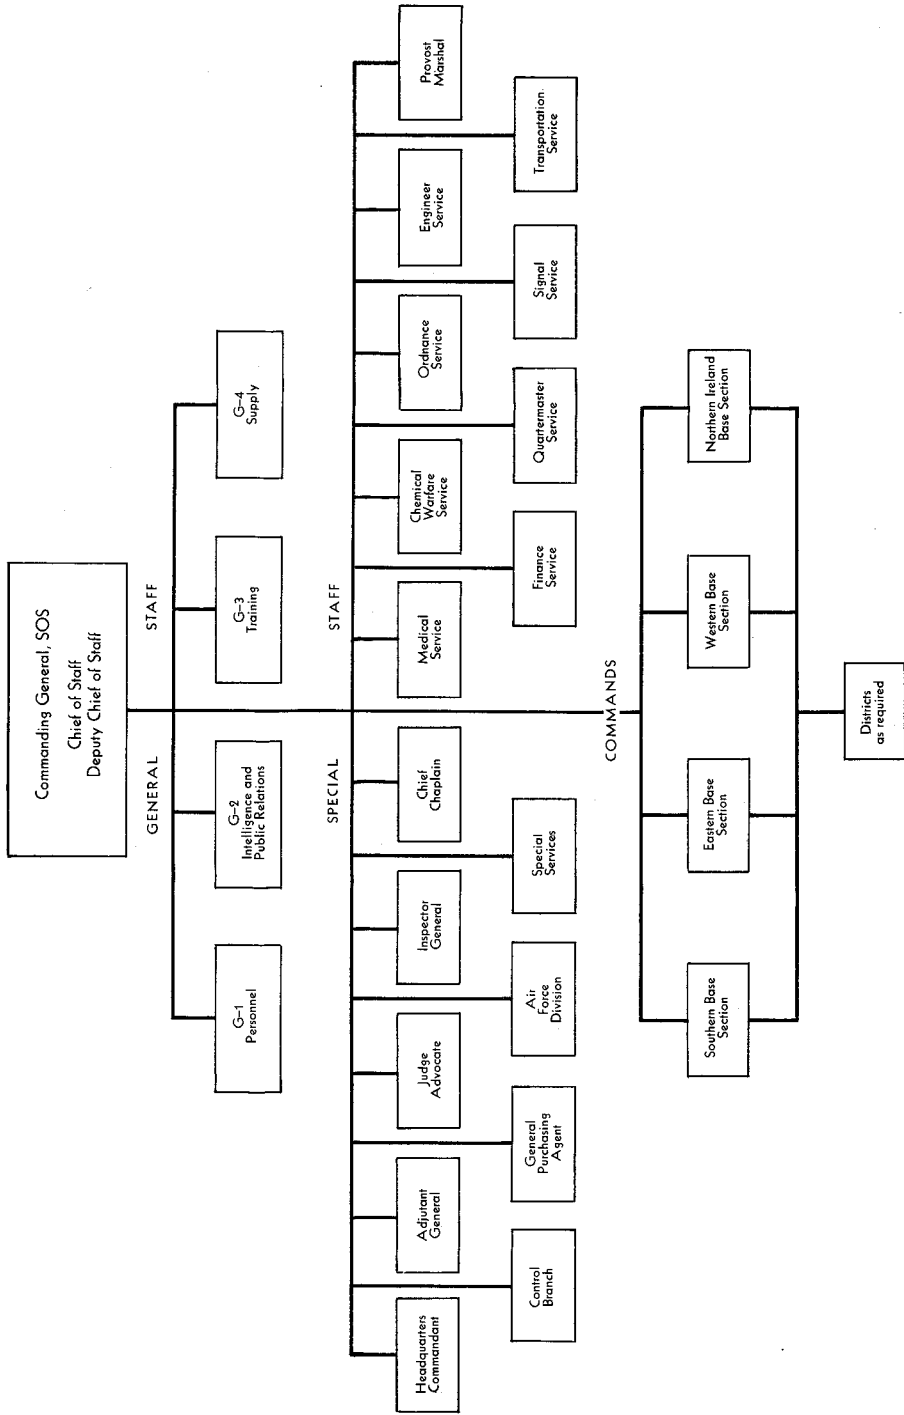 Commanding General, SOS
Chief of Staff
Deputy Chief of Staff
GENERAL STAFF
G-1
Personnel
G-2
Intelligence and
Public Relations
G-3
Training
G-4
Supply
SPECIAL STAFF
Headquarters
Commandant
Adjutant
General
Judge
Advocate
Inspector
General
Chief
Chaplain
Medical
Service
Chemical
Warfare
Service
Ordnance
Service
Engineer
Service
Provost
Marshal
Control
Branch
General
Purchasing
Agent
Air
Force
Division
Special
Services
Finance
Service
Quartermaster
Service
Signal
Service
Transportation
Service
COMMANDS
Southern Base
Section
Eastern Base
Section
Western Base
Section
Northern Ireland
Base Section
Districts
as required